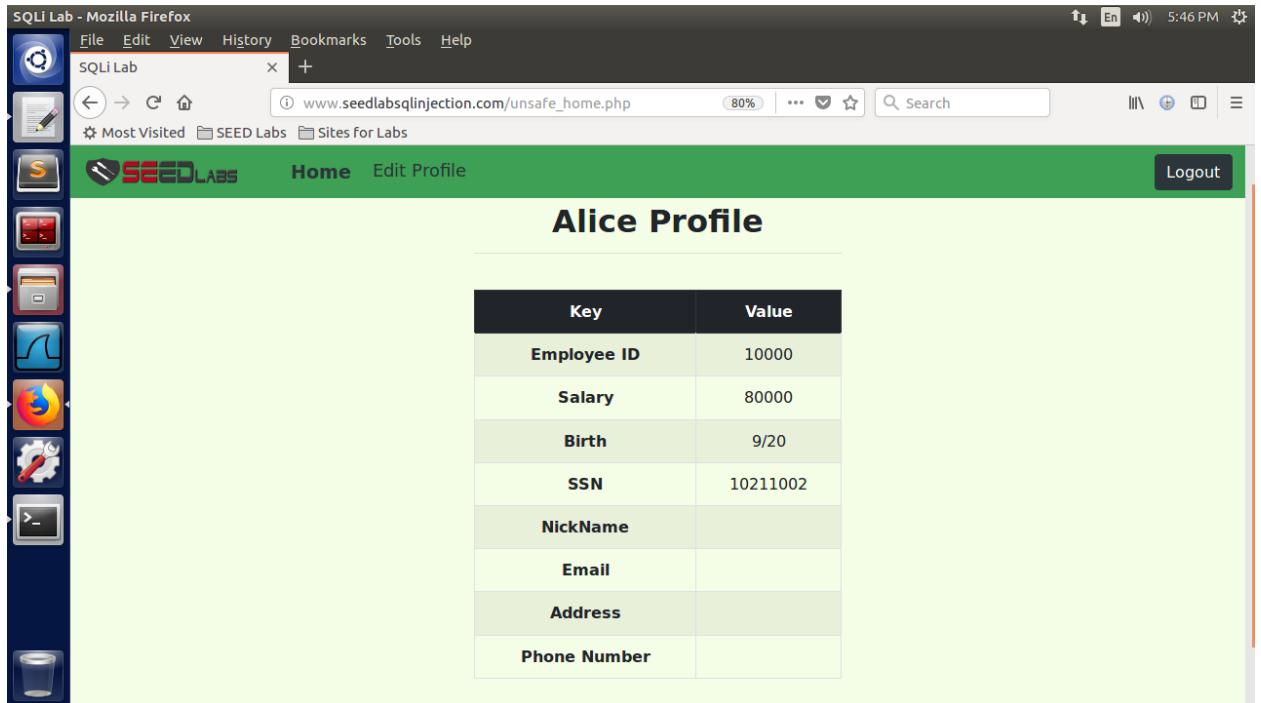 SQLi Lab - Mozilla Firefox
En
5:46 PM
File Edit View History Bookmarks Tools Help
SQLi Lab
www.seedlabsqlinjection.com/unsafe_home.php
80%
Search
Most Visited SEED Labs Sites for Labs
SEEDLABS Home Edit Profile Logout
Alice Profile
Key Value
Employee ID 10000
Salary 80000
Birth 9/20
SSN 10211002
NickName
Email
Address
Phone Number